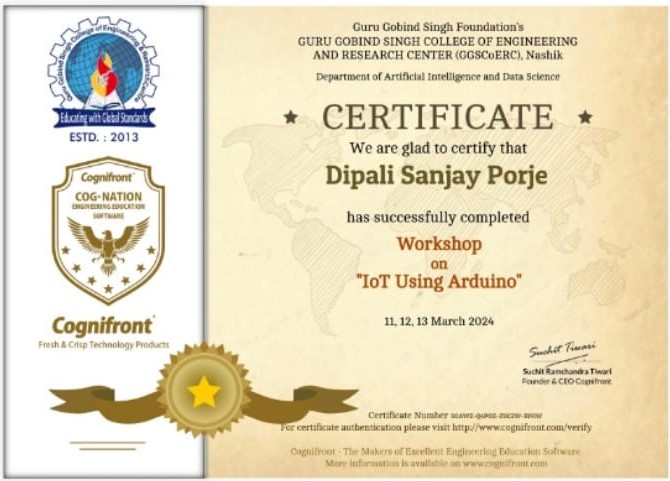 Guru Gobind Singh College of Engineering & Research Centre
Educating with Global Standards
ESTD. : 2013
Cognifront
COG-NATION
ENGINEERING EDUCATION
SOFTWARE
Cognifront
Fresh & Crisp Technology Products
Guru Gobind Singh Foundation's
GURU GOBIND SINGH COLLEGE OF ENGINEERING
AND RESEARCH CENTER (GGSCoERC), Nashik
Department of Artificial Intelligence and Data Science
CERTIFICATE
We are glad to certify that
Dipali Sanjay Porje
has successfully completed
Workshop
on
"IoT Using Arduino"
11, 12, 13 March 2024
Suchit Tiwari
Suchit Ramchandra Tiwari
Founder & CEO Cognifront
Certificate Number
For certificate authentication please visit http://www.cognifront.com/verify
Cognifront - The Makers of Excellent Engineering Education Software
More information is available on www.cognifront.com